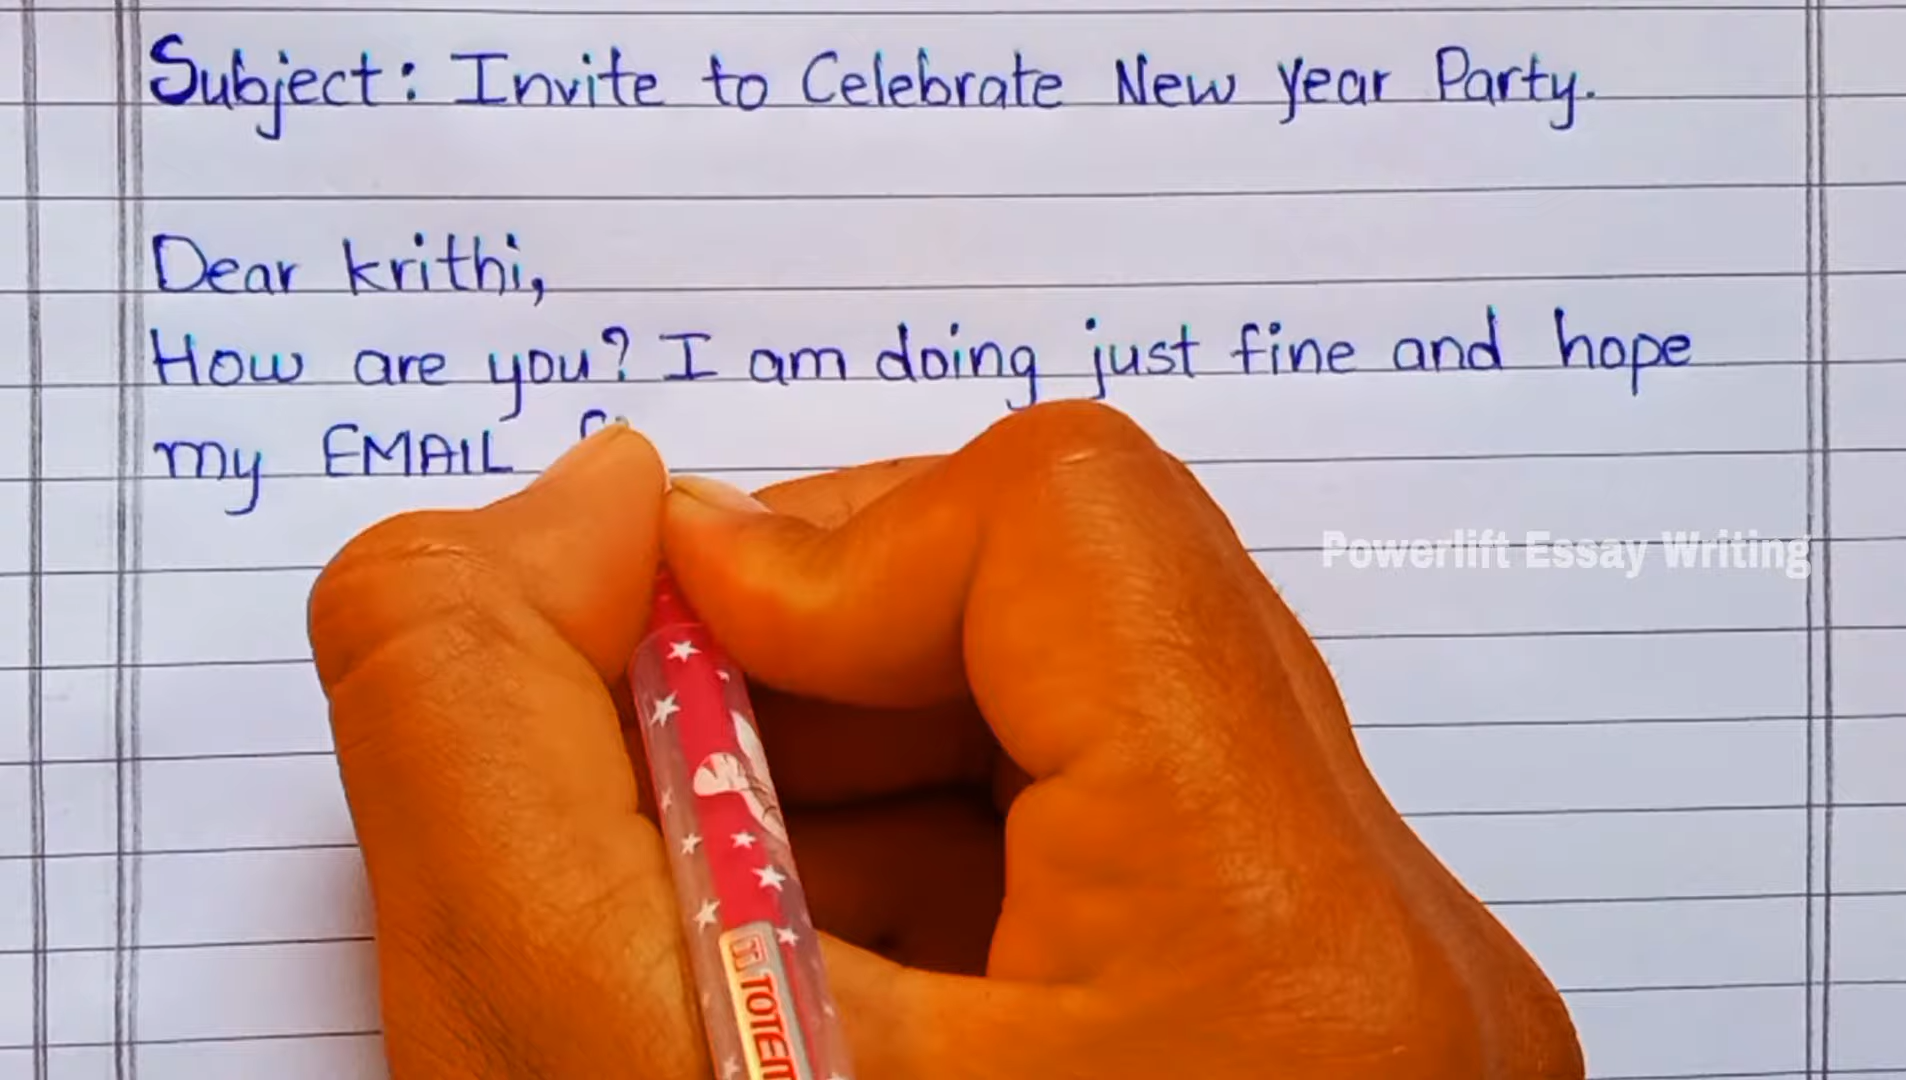 Subject: Invite to Celebrate New Year Party.
Dear Krithi,
How are you? I am doing just fine and hope
my EMAIL
Powerlift Essay Writing
TOTEM